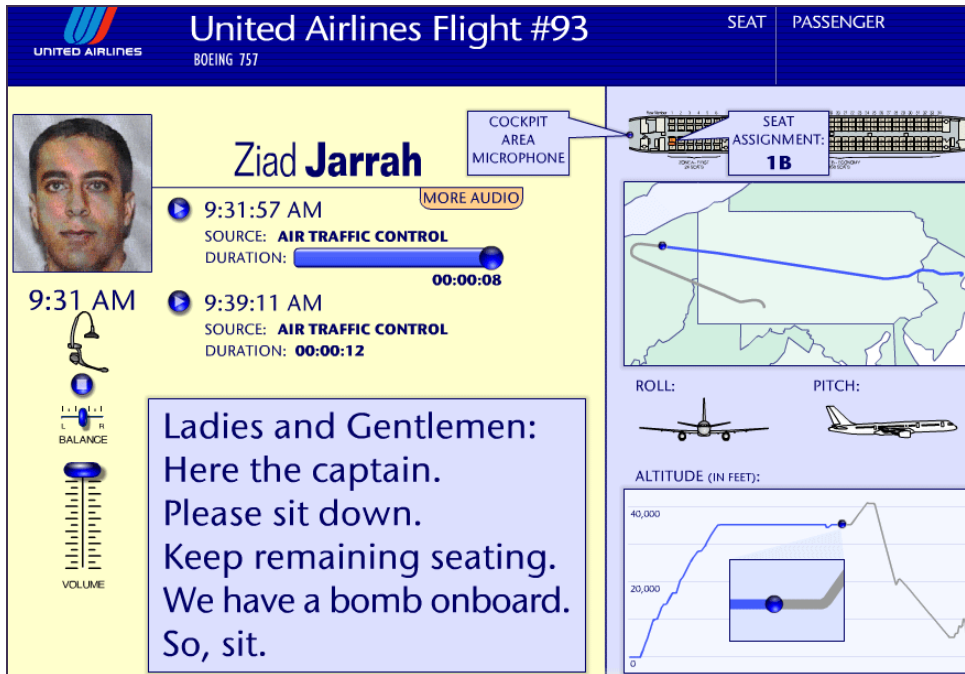 UNITED AIRLINES
United Airlines Flight #93
BOEING 757
SEAT
PASSENGER
COCKPIT
AREA
MICROPHONE
SEAT
ASSIGNMENT:
1B
Ziad Jarrah
MORE AUDIO
9:31:57 AM
SOURCE: AIR TRAFFIC CONTROL
DURATION:
00:00:08
9:31 AM
9:39:11 AM
SOURCE: AIR TRAFFIC CONTROL
DURATION: 00:00:12
L
R
BALANCE
VOLUME
Ladies and Gentlemen:
Here the captain.
Please sit down.
Keep remaining seating.
We have a bomb onboard.
So, sit.
ROLL:
PITCH:
ALTITUDE (IN FEET):
40,000
20,000
0